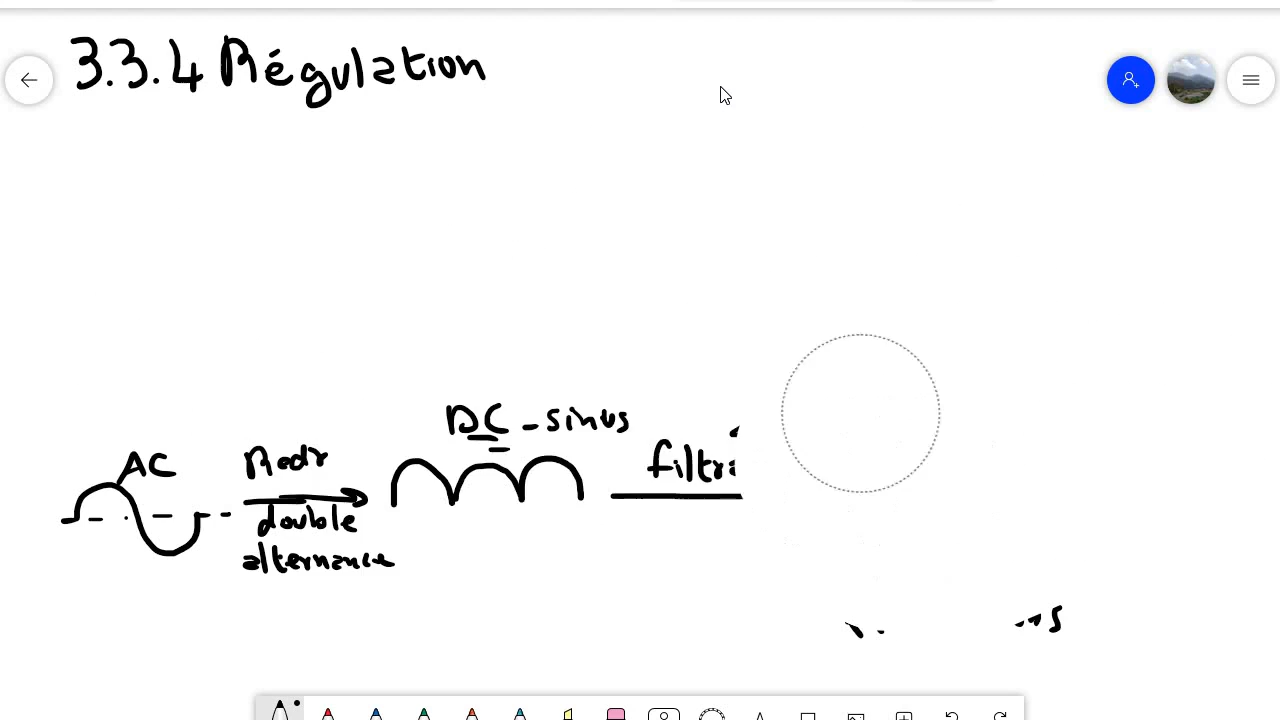 3.3.4 Régulation
DC - sinus
AC
Redr
filtr
double
alternance